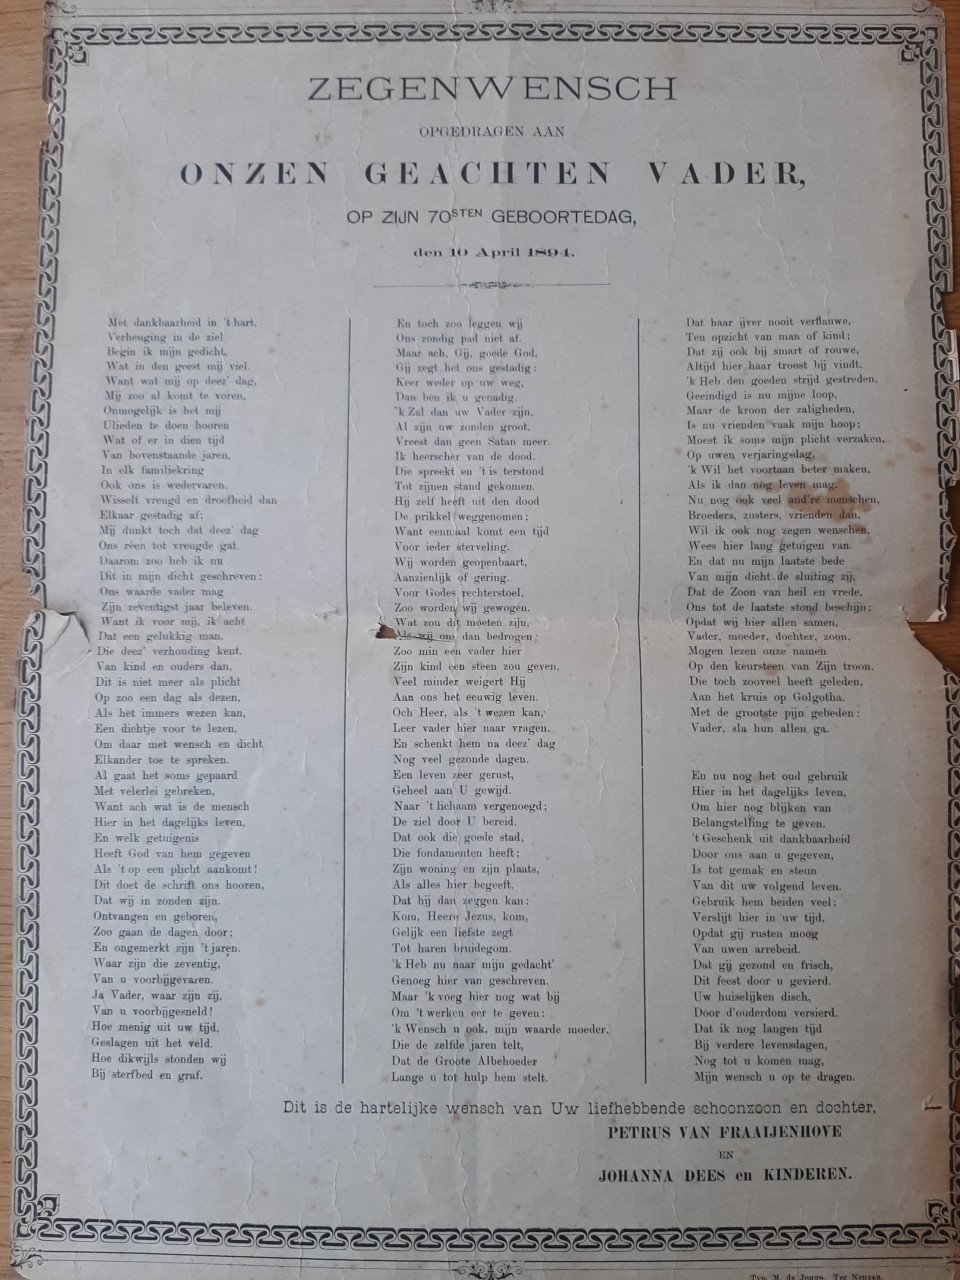 ZEGENWENSCH
OPGEDRAGEN AAN
ONZEN GEACHTEN VADER,
OP ZIJN 70STEN GEBOORTEDAG,
den 10 April 1894.
Met dankbaarheid in 't hart,
Verheuging in de ziel
Begin ik mijn gedicht,
Wat in den geest mij viel.
Want wat mij op deez' dag,
Mij zoo al komt te voren,
Onmogelijk is het mij
Ulieden te doen hooren
Wat of er in dien tijd
Van bovenstaande jaren,
In elk familiekring
Ook ons is wedervaren.
Wisselt vreugd en droefheid dan
Elkaar gestadig af;
Mij dunkt toch dat deez' dag
Ons réen tot vreugde gaf.
Daarom zoo heb ik nu
Dit in mijn dicht geschreven:
Ons waarde vader mag
Zijn zeventigst jaar beleven.
Want ik voor mij, ik acht
Dat een gelukkig man,
Die deez' verhouding kent.
Van kind en ouders dan,
Dit is niet meer als plicht
Op zoo een dag als dezen,
Als het immers wezen kan,
Een dichtje voor te lezen,
Om daar met wensch en dicht
Elkander toe te spreken.
Al gaat het soms gepaard
Met velerlei gebreken,
Want ach wat is de mensch
Hier in het dagelijks leven,
En welk getuigenis
Heeft God van hem gegeven
Als 't op een plicht aankomt!
Dit doet de schrift ons hooren,
Dat wij in zonden zijn.
Ontvangen en geboren,
Zoo gaan de dagen door;
En ongemerkt zijn 't jaren.
Waar zijn die zeventig,
Van u voorbijgevaren.
Ja Vader, waar zijn zij,
Van u voorbijgesneld!
Hoe menig uit uw tijd,
Geslagen uit het veld.
Hoe dikwijls stonden wij
Bij sterfbed en graf.
En toch zoo leggen wij
Ons zondig pad niet af.
Maar ach, Gij, goede God,
Gij zegt het ons gestadig:
Keer weder op uw weg,
Dan ben ik u genadig.
'k Zal dan uw Vader zijn,
Al zijn uw zonden groot,
Vreest dan geen Satan meer.
Ik heerscher van de dood.
Die spreekt en 't is terstond
Tot zijnen stand gekomen.
Hij zelf heeft uit den dood
De prikkel weggenomen;
Want eenmaal komt een tijd
Voor ieder sterveling.
Wij worden geopenbaart,
Aanzienlijk of gering.
Voor Godes rechterstoel,
Zoo worden wij gewogen.
Wat zou dit moeten zijn,
Als wij ons dan bedrogen;
Zoo min een vader hier
Zijn kind een steen zou geven,
Veel minder weigert Hij
Aan ons het eeuwig leven.
Och Heer, als 't wezen kan,
Leer vader hier naar vragen.
En schenkt hem na deez' dag
Nog veel gezonde dagen.
Een leven zeer gerust,
Geheel aan U gewijd.
Naar 't lichaam vergenoegd;
De ziel door U bereid.
Dat ook die goede stad,
Die fondamenten heeft;
Zijn woning en zijn plaats,
Als alles hier begeeft.
Dat hij dan zeggen kan:
Kom, Heere Jezus, kom,
Gelijk een liefste zegt
Tot haren bruidegom.
'k Heb nu naar mijn gedacht'
Genoeg hier van geschreven.
Maar 'k voeg hier nog wat bij
Om 't werken eer te geven:
'k Wensch u ook, mijn waarde moeder.
Die de zelfde jaren telt,
Dat de Groote Albehoeder
Lange u tot hulp hem stelt.
Dat haar ijver nooit verflauwe,
Ten opzicht van man of kind;
Dat zij ook bij smart of rouwe,
Altijd hier haar troost bij vindt.
'k Heb den goeden strijd gestreden.
Geeindigd is nu mijne loop,
Maar de kroon der zaligheden,
Is nu vrienden vaak mijn hoop;
Moest ik soms mijn plicht verzaken,
Op uwen verjaringsdag,
'k Wil het voortaan beter maken,
Als ik dan nog leven mag.
Nu nog ook veel and're menschen,
Broeders, zusters, vrienden dan,
Wil ik ook nog zegen wenschen,
Wees hier lang getuigen van.
En dat nu mijn laatste bede
Van mijn dicht de sluiting zij,
Dat de Zoon van heil en vrede,
Ons tot de laatste stond beschijn;
Opdat wij hier allen samen,
Vader, moeder, dochter, zoon,
Mogen lezen onze namen
Op den keursteen van Zijn troon.
Die toch zooveel heeft geleden,
Aan het kruis op Golgotha.
Met de grootste pijn gebeden:
Vader, sla hun allen ga.
En nu nog het oud gebruik
Hier in het dagelijks leven,
Om hier nog blijken van
Belangstelling te geven.
't Geschenk uit dankbaarheid
Door ons aan u gegeven,
Is tot gemak en steun
Van dit uw volgend leven.
Gebruik hem beiden veel;
Verslijt hier in uw tijd,
Opdat gij rusten moog
Van uwen arrebeid.
Dat gij gezond en frisch,
Dit feest door u gevierd.
Uw huiselijken disch,
Door d'ouderdom versierd.
Dat ik nog langen tijd
Bij verdere levensdagen,
Nog tot u komen mag,
Mijn wensch u op te dragen.
Dit is de hartelijke wensch van Uw liefhebbende schoonzoon en dochter,
PETRUS VAN FRAAIJENHOVE
EN
JOHANNA DEES en KINDEREN.
Typ. M. de Jonge, Ter Neuzen.